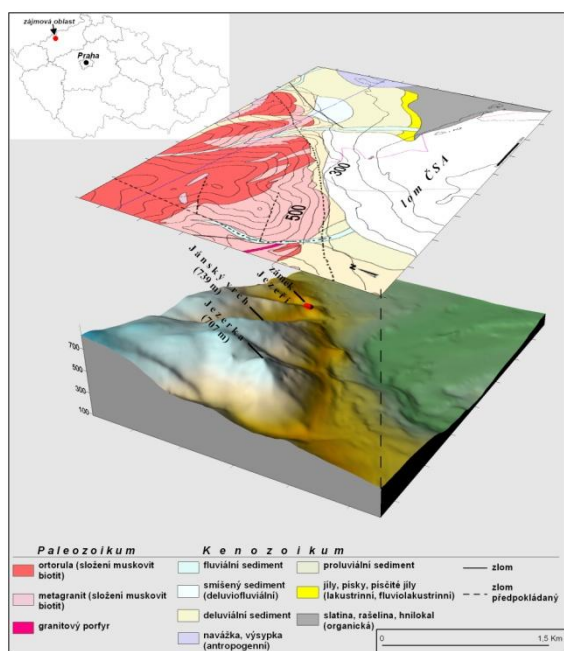 zájmová oblast
Praha
300
500
lom ČSA
N
zámek
Jezeří
Jánský vrch
(739 m)
Jezerka
(707 m)
700
500
300
100
Paleozoikum
ortorula (složení muskovit
biotit)
metagranit (složení muskovit
biotit)
granitový porfyr
Kenozoikum
fluviální sediment
smíšený sediment
(deluviofluviální)
deluviální sediment
navážka, výsypka
(antropogenní)
proluviální sediment
jíly, písky, písčité jíly
(lakustrinní, fluviolakustrinní)
slatina, rašelina, hnilokal
(organická)
zlom
zlom
předpokládaný
0
1,5 Km